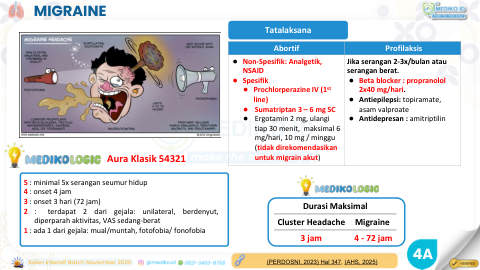 MIGRAINE
MEDIKO.ID
Tatalaksana
MIGRAINE HEADACHE
Abortif
Profilaksis
● Non-Spesifik: Analgetik,
NSAID
● Spesifik
● Prochlorperazine IV (1st
line)
● Sumatriptan 3 – 6 mg SC
● Ergotamin 2 mg, ulangi
tiap 30 menit, maksimal 6
mg/hari, 10 mg / minggu
(tidak direkomendasikan
untuk migrain akut)
Jika serangan 2-3x/bulan atau
serangan berat.
● Beta blocker : propranolol
2x40 mg/hari.
● Antiepilepsi: topiramate,
asam valproate
● Antidepresan : amitriptilin
MEDIKOLOGIC Aura Klasik 54321
5 : minimal 5x serangan seumur hidup
4 : onset 4 jam
3 : onset 3 hari (72 jam)
2 : terdapat 2 dari gejala: unilateral, berdenyut,
diperparah aktivitas, VAS sedang-berat
1 : ada 1 dari gejala: mual/muntah, fotofobia/ fonofobia
MEDIKOLOGIC
Durasi Maksimal
Cluster Headache Migraine
3 jam 4 - 72 jam
4A
(PERDOSNI, 2023) Hal 347, (AHS, 2025)